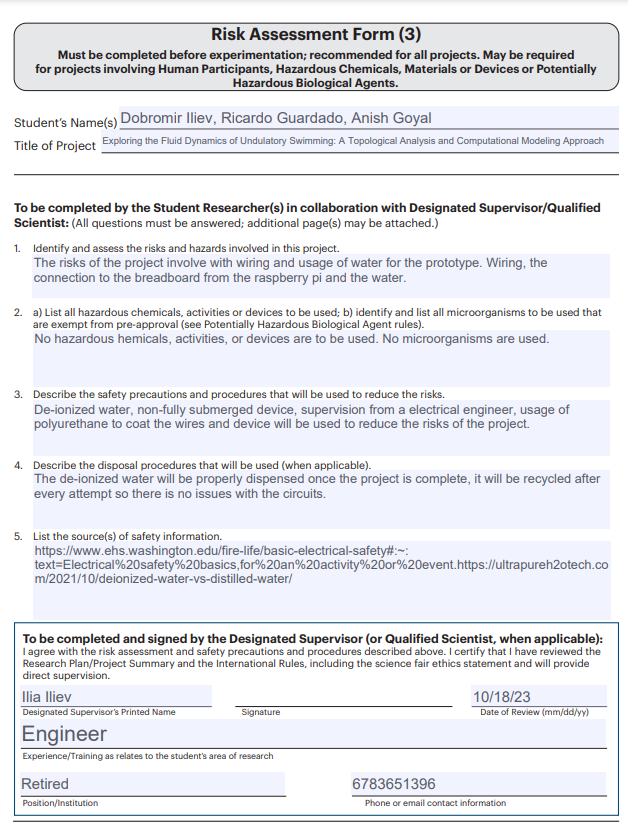 Risk Assessment Form (3)
Must be completed before experimentation; recommended for all projects. May be required
for projects involving Human Participants, Hazardous Chemicals, Materials or Devices or Potentially
Hazardous Biological Agents.
Student's Name(s) Dobromir Iliev, Ricardo Guardado, Anish Goyal
Title of Project Exploring the Fluid Dynamics of Undulatory Swimming: A Topological Analysis and Computational Modeling Approach
To be completed by the Student Researcher(s) in collaboration with Designated Supervisor/Qualified
Scientist: (All questions must be answered; additional page(s) may be attached.)
1. Identify and assess the risks and hazards involved in this project.
The risks of the project involve with wiring and usage of water for the prototype. Wiring, the
connection to the breadboard from the raspberry pi and the water.
2. a) List all hazardous chemicals, activities or devices to be used; b) identify and list all microorganisms to be used that
are exempt from pre-approval (see Potentially Hazardous Biological Agent rules).
No hazardous hemicals, activities, or devices are to be used. No microorganisms are used.
3. Describe the safety precautions and procedures that will be used to reduce the risks.
De-ionized water, non-fully submerged device, supervision from a electrical engineer, usage of
polyurethane to coat the wires and device will be used to reduce the risks of the project.
4. Describe the disposal procedures that will be used (when applicable).
The de-ionized water will be properly dispensed once the project is complete, it will be recycled after
every attempt so there is no issues with the circuits.
5. List the source(s) of safety information.
https://www.ehs.washington.edu/fire-life/basic-electrical-safety#:~:
text=Electrical%20safety%20basics,for%20an%20activity%20or%20event.https://ultrapureh2otech.co
m/2021/10/deionized-water-vs-distilled-water/
To be completed and signed by the Designated Supervisor (or Qualified Scientist, when applicable):
I agree with the risk assessment and safety precautions and procedures described above. I certify that I have reviewed the
Research Plan/Project Summary and the International Rules, including the science fair ethics statement and will provide
direct supervision.
Ilia Iliev 10/18/23
Designated Supervisor's Printed Name Signature Date of Review (mm/dd/yy)
Engineer
Experience/Training as relates to the student's area of research
Retired 6783651396
Position/Institution Phone or email contact information